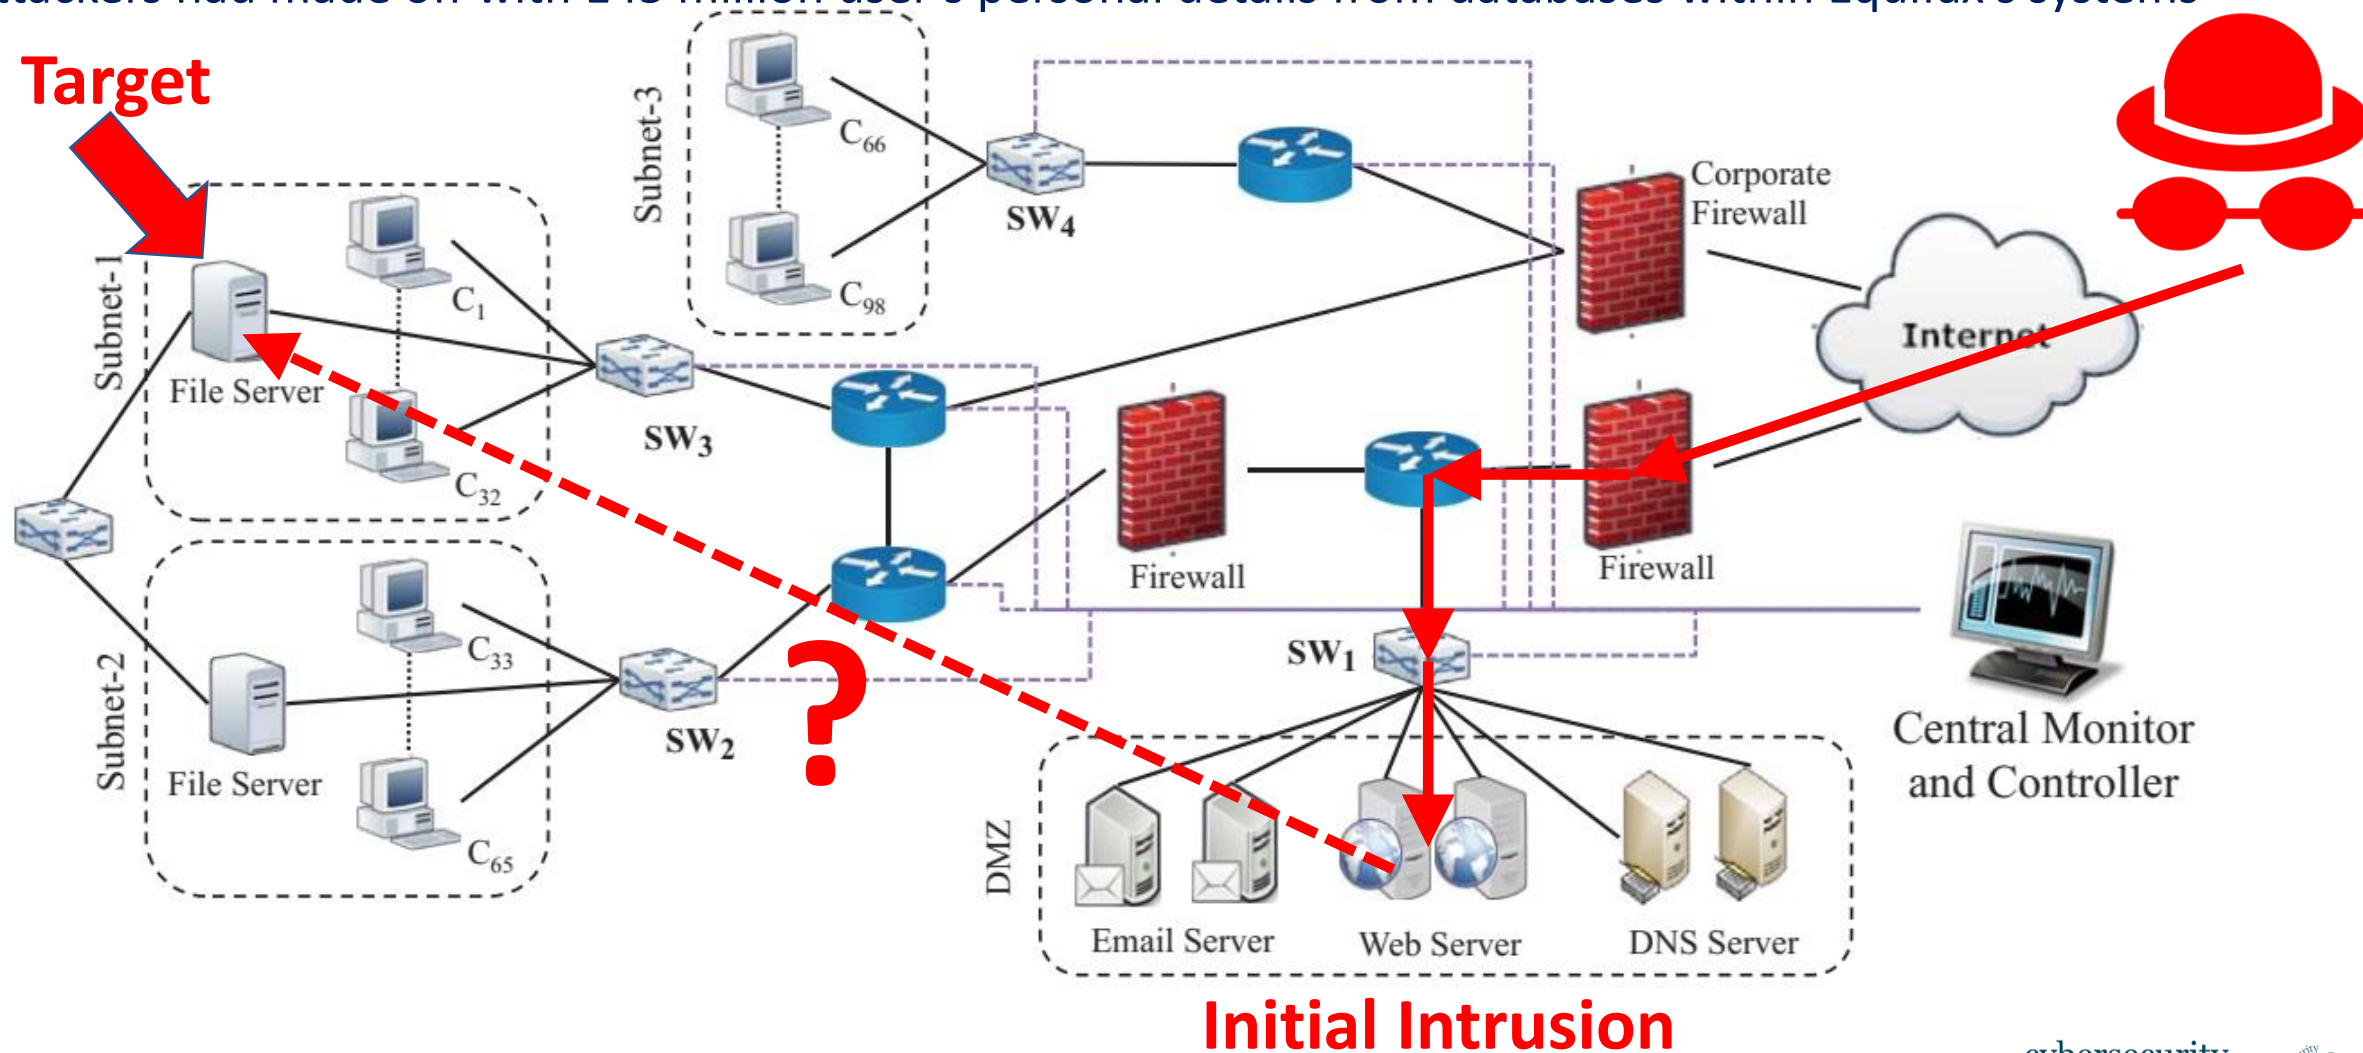 Target
Subnet-3
C66
C98
SW4
Corporate
Firewall
Internet
Subnet-1
File Server
C1
C32
SW3
Firewall
Firewall
Subnet-2
File Server
C33
C65
SW2
?
SW1
Central Monitor
and Controller
DMZ
Email Server
Web Server
DNS Server
Initial Intrusion